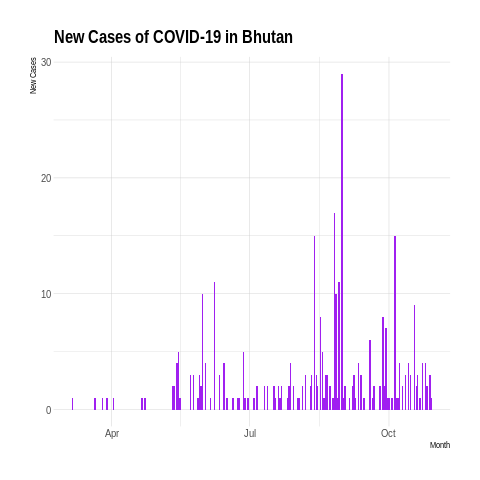 New Cases of COVID-19 in Bhutan
New Cases
30
20
10
0
Apr
Jul
Oct
Month